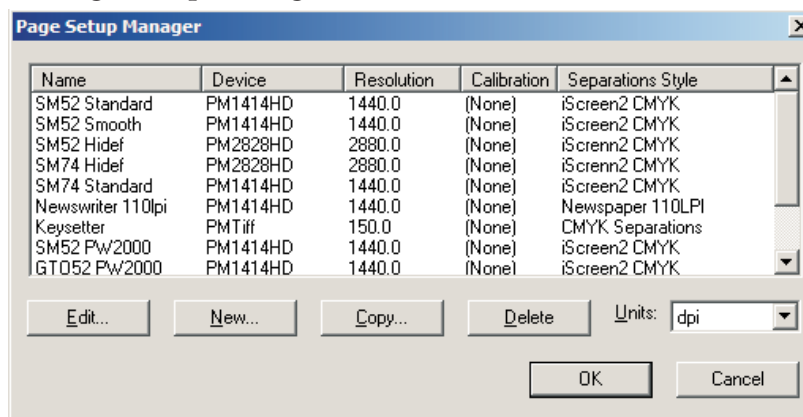 Page Setup Manager
Name Device Resolution Calibration Separations Style
SM52 Standard PM1414HD 1440.0 (None) iScreen2 CMYK
SM52 Smooth PM1414HD 1440.0 (None) iScreen2 CMYK
SM52 Hidef PM2828HD 2880.0 (None) iScrenn2 CMYK
SM74 Hidef PM2828HD 2880.0 (None) iScrenn2 CMYK
SM74 Standard PM1414HD 1440.0 (None) iScreen2 CMYK
Newswriter 110lpi PM1414HD 1440.0 (None) Newspaper 110LPI
Keysetter PMTiff 150.0 (None) CMYK Separations
SM52 PW2000 PM1414HD 1440.0 (None) iScreen2 CMYK
GTO52 PW2000 PM1414HD 1440.0 (None) iScreen2 CMYK
Edit... New... Copy... Delete Units: dpi
OK Cancel